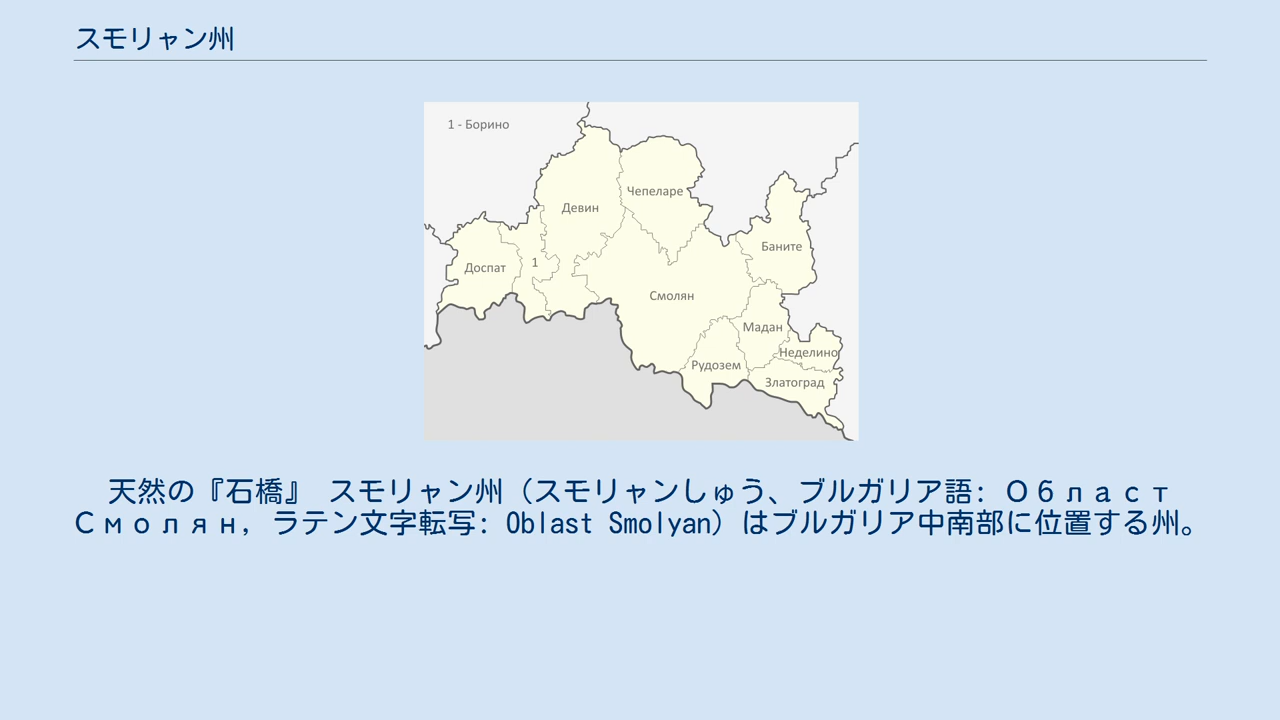 スモリャン州
1 - Борино
Чепеларе
Девин
Баните
Доспат
1
Смолян
Мадан
Неделино
Рудозем
Златоград
天然の『石橋』 スモリャン州（スモリャンしゅう、ブルガリア語: Област
Смолян, ラテン文字転写: Oblast Smolyan）はブルガリア中南部に位置する州。